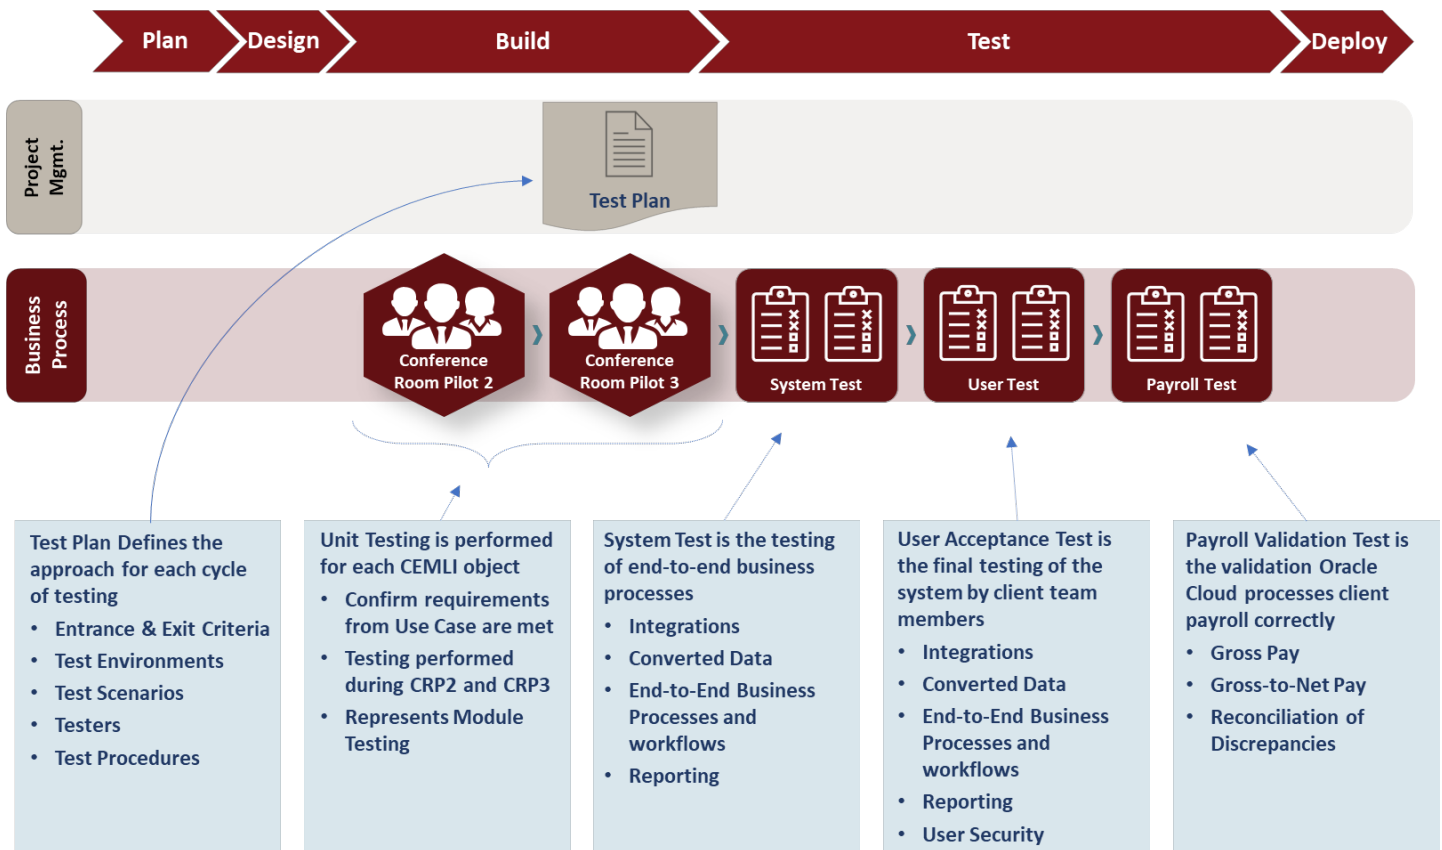 Plan
Design
Build
Test
Deploy
Project
Mgmt.
Test Plan
Business
Process
Conference
Room Pilot 2
Conference
Room Pilot 3
System Test
User Test
Payroll Test
Test Plan Defines the
approach for each cycle
of testing
• Entrance & Exit Criteria
• Test Environments
• Test Scenarios
• Testers
• Test Procedures
Unit Testing is performed
for each CEMLI object
• Confirm requirements
from Use Case are met
• Testing performed
during CRP2 and CRP3
• Represents Module
Testing
System Test is the testing
of end-to-end business
processes
• Integrations
• Converted Data
• End-to-End Business
Processes and
workflows
• Reporting
User Acceptance Test is
the final testing of the
system by client team
members
• Integrations
• Converted Data
• End-to-End Business
Processes and
workflows
• Reporting
• User Security
Payroll Validation Test is
the validation Oracle
Cloud processes client
payroll correctly
• Gross Pay
• Gross-to-Net Pay
• Reconciliation of
Discrepancies